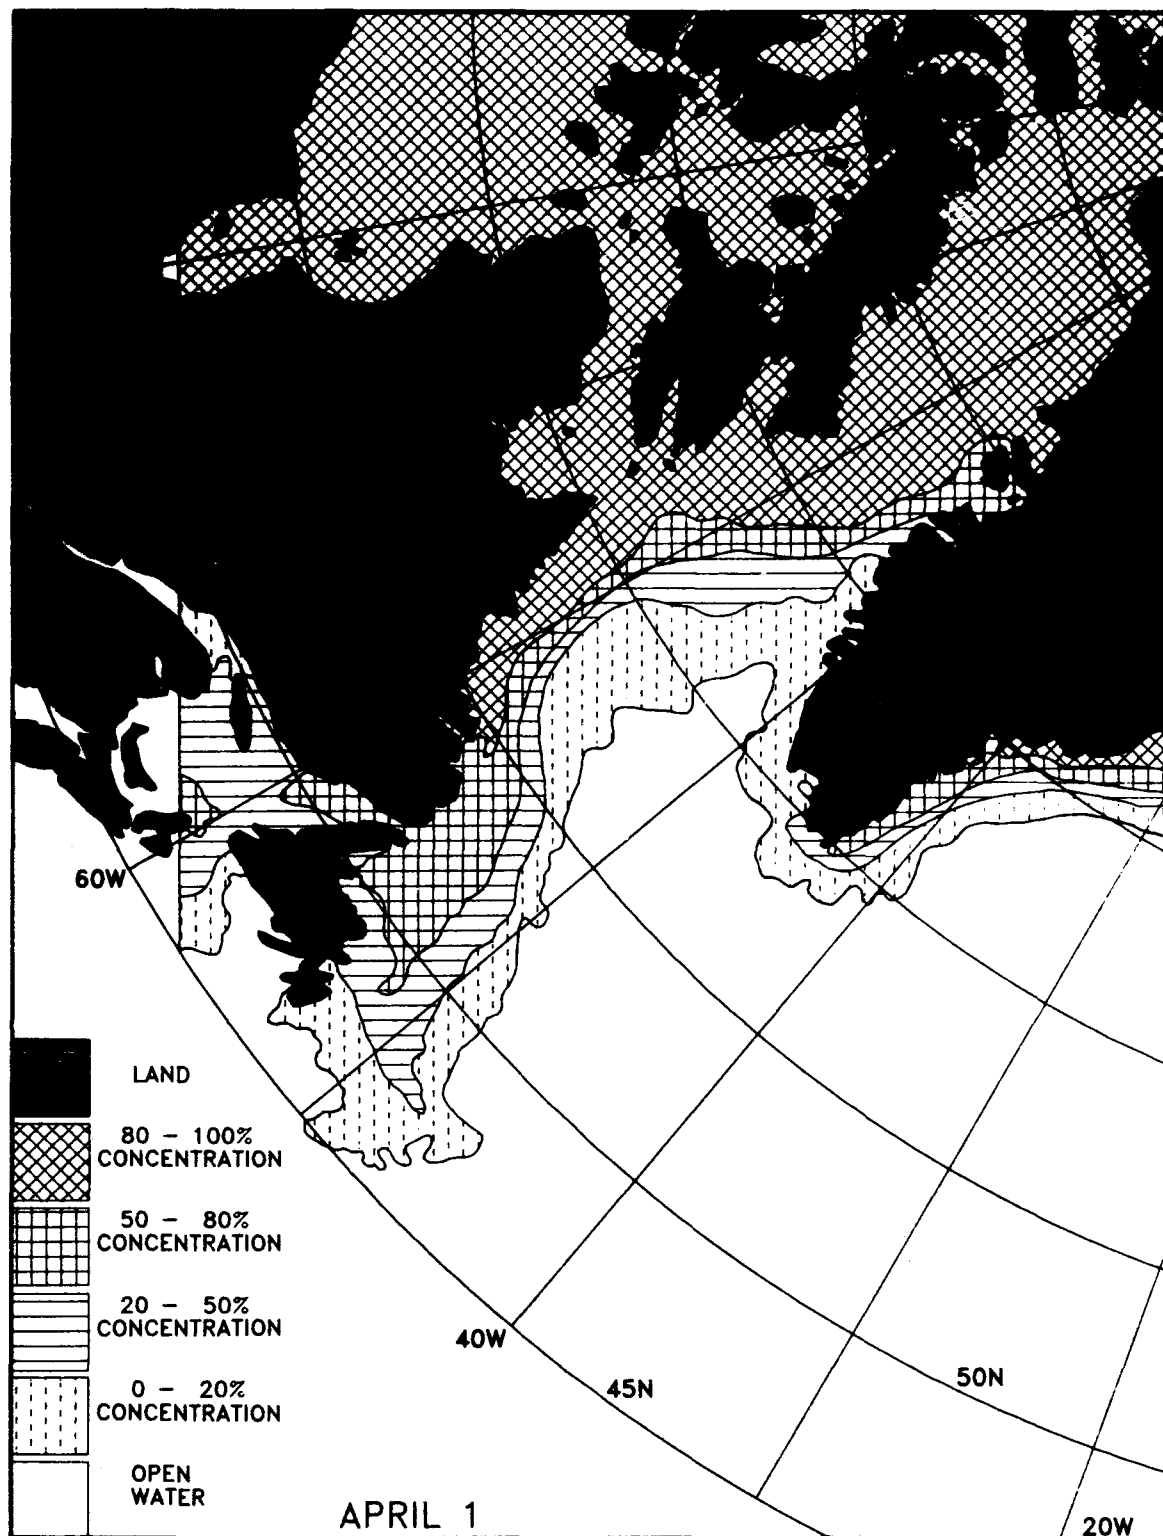 60W
LAND
80 - 100%
CONCENTRATION
50 - 80%
CONCENTRATION
20 - 50%
CONCENTRATION
0 - 20%
CONCENTRATION
OPEN
WATER
40W
45N
50N
APRIL 1
20W